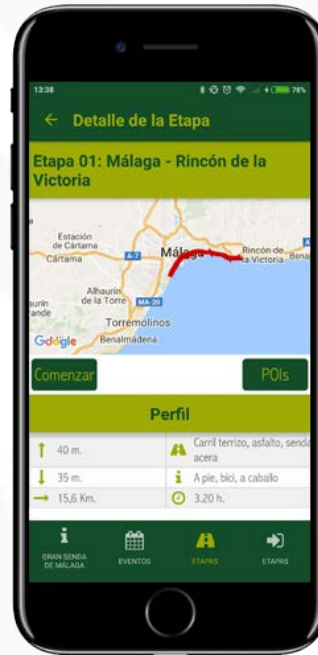 13:38
78%
Detalle de la Etapa
Etapa 01: Málaga - Rincón de la
Victoria
Estación
de Cártama
Cártama
A-7
Málaga
Rincón de
la Victoria
Alhaurín
de la Torre
MA-20
Torremolinos
Benalmádena
Google
Comenzar
POIs
Perfil
40 m.
Carril terrizo, asfalto, senda
acera
35 m.
A pie, bici, a caballo
15,6 Km.
3.20 h.
GRAN SENDA
DE MÁLAGA
EVENTOS
ETAPAS
ETAPAS